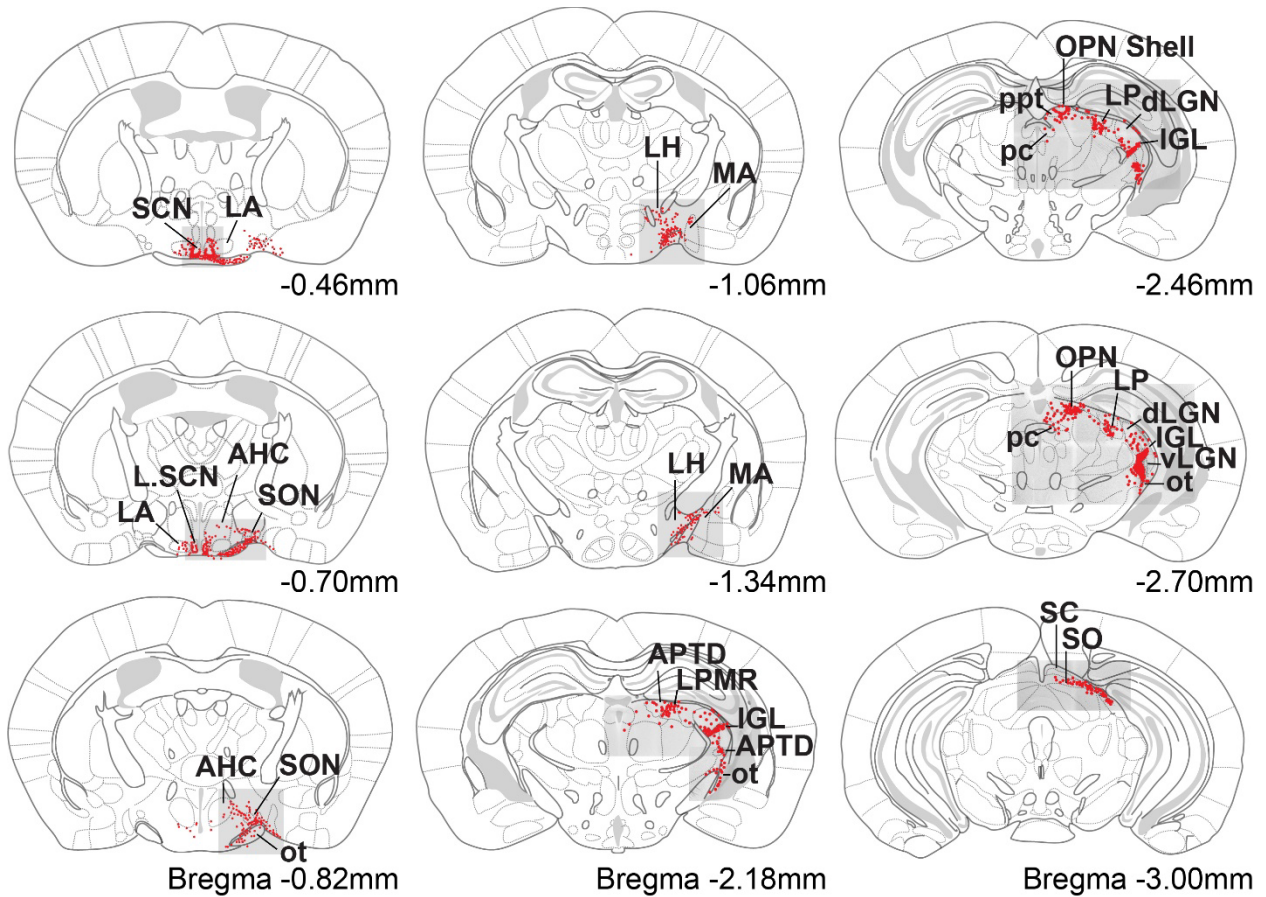 SCN
LA
-0.46mm
LH
MA
-1.06mm
OPN Shell
ppt
LP
dLGN
IGL
pc
-2.46mm
AHC
L.SCN
SON
LA
-0.70mm
LH
MA
-1.34mm
OPN
LP
dLGN
pc
IGL
vLGN
ot
-2.70mm
AHC
SON
ot
Bregma -0.82mm
APTD
LPMR
IGL
APTD
ot
Bregma -2.18mm
SC
SO
Bregma -3.00mm